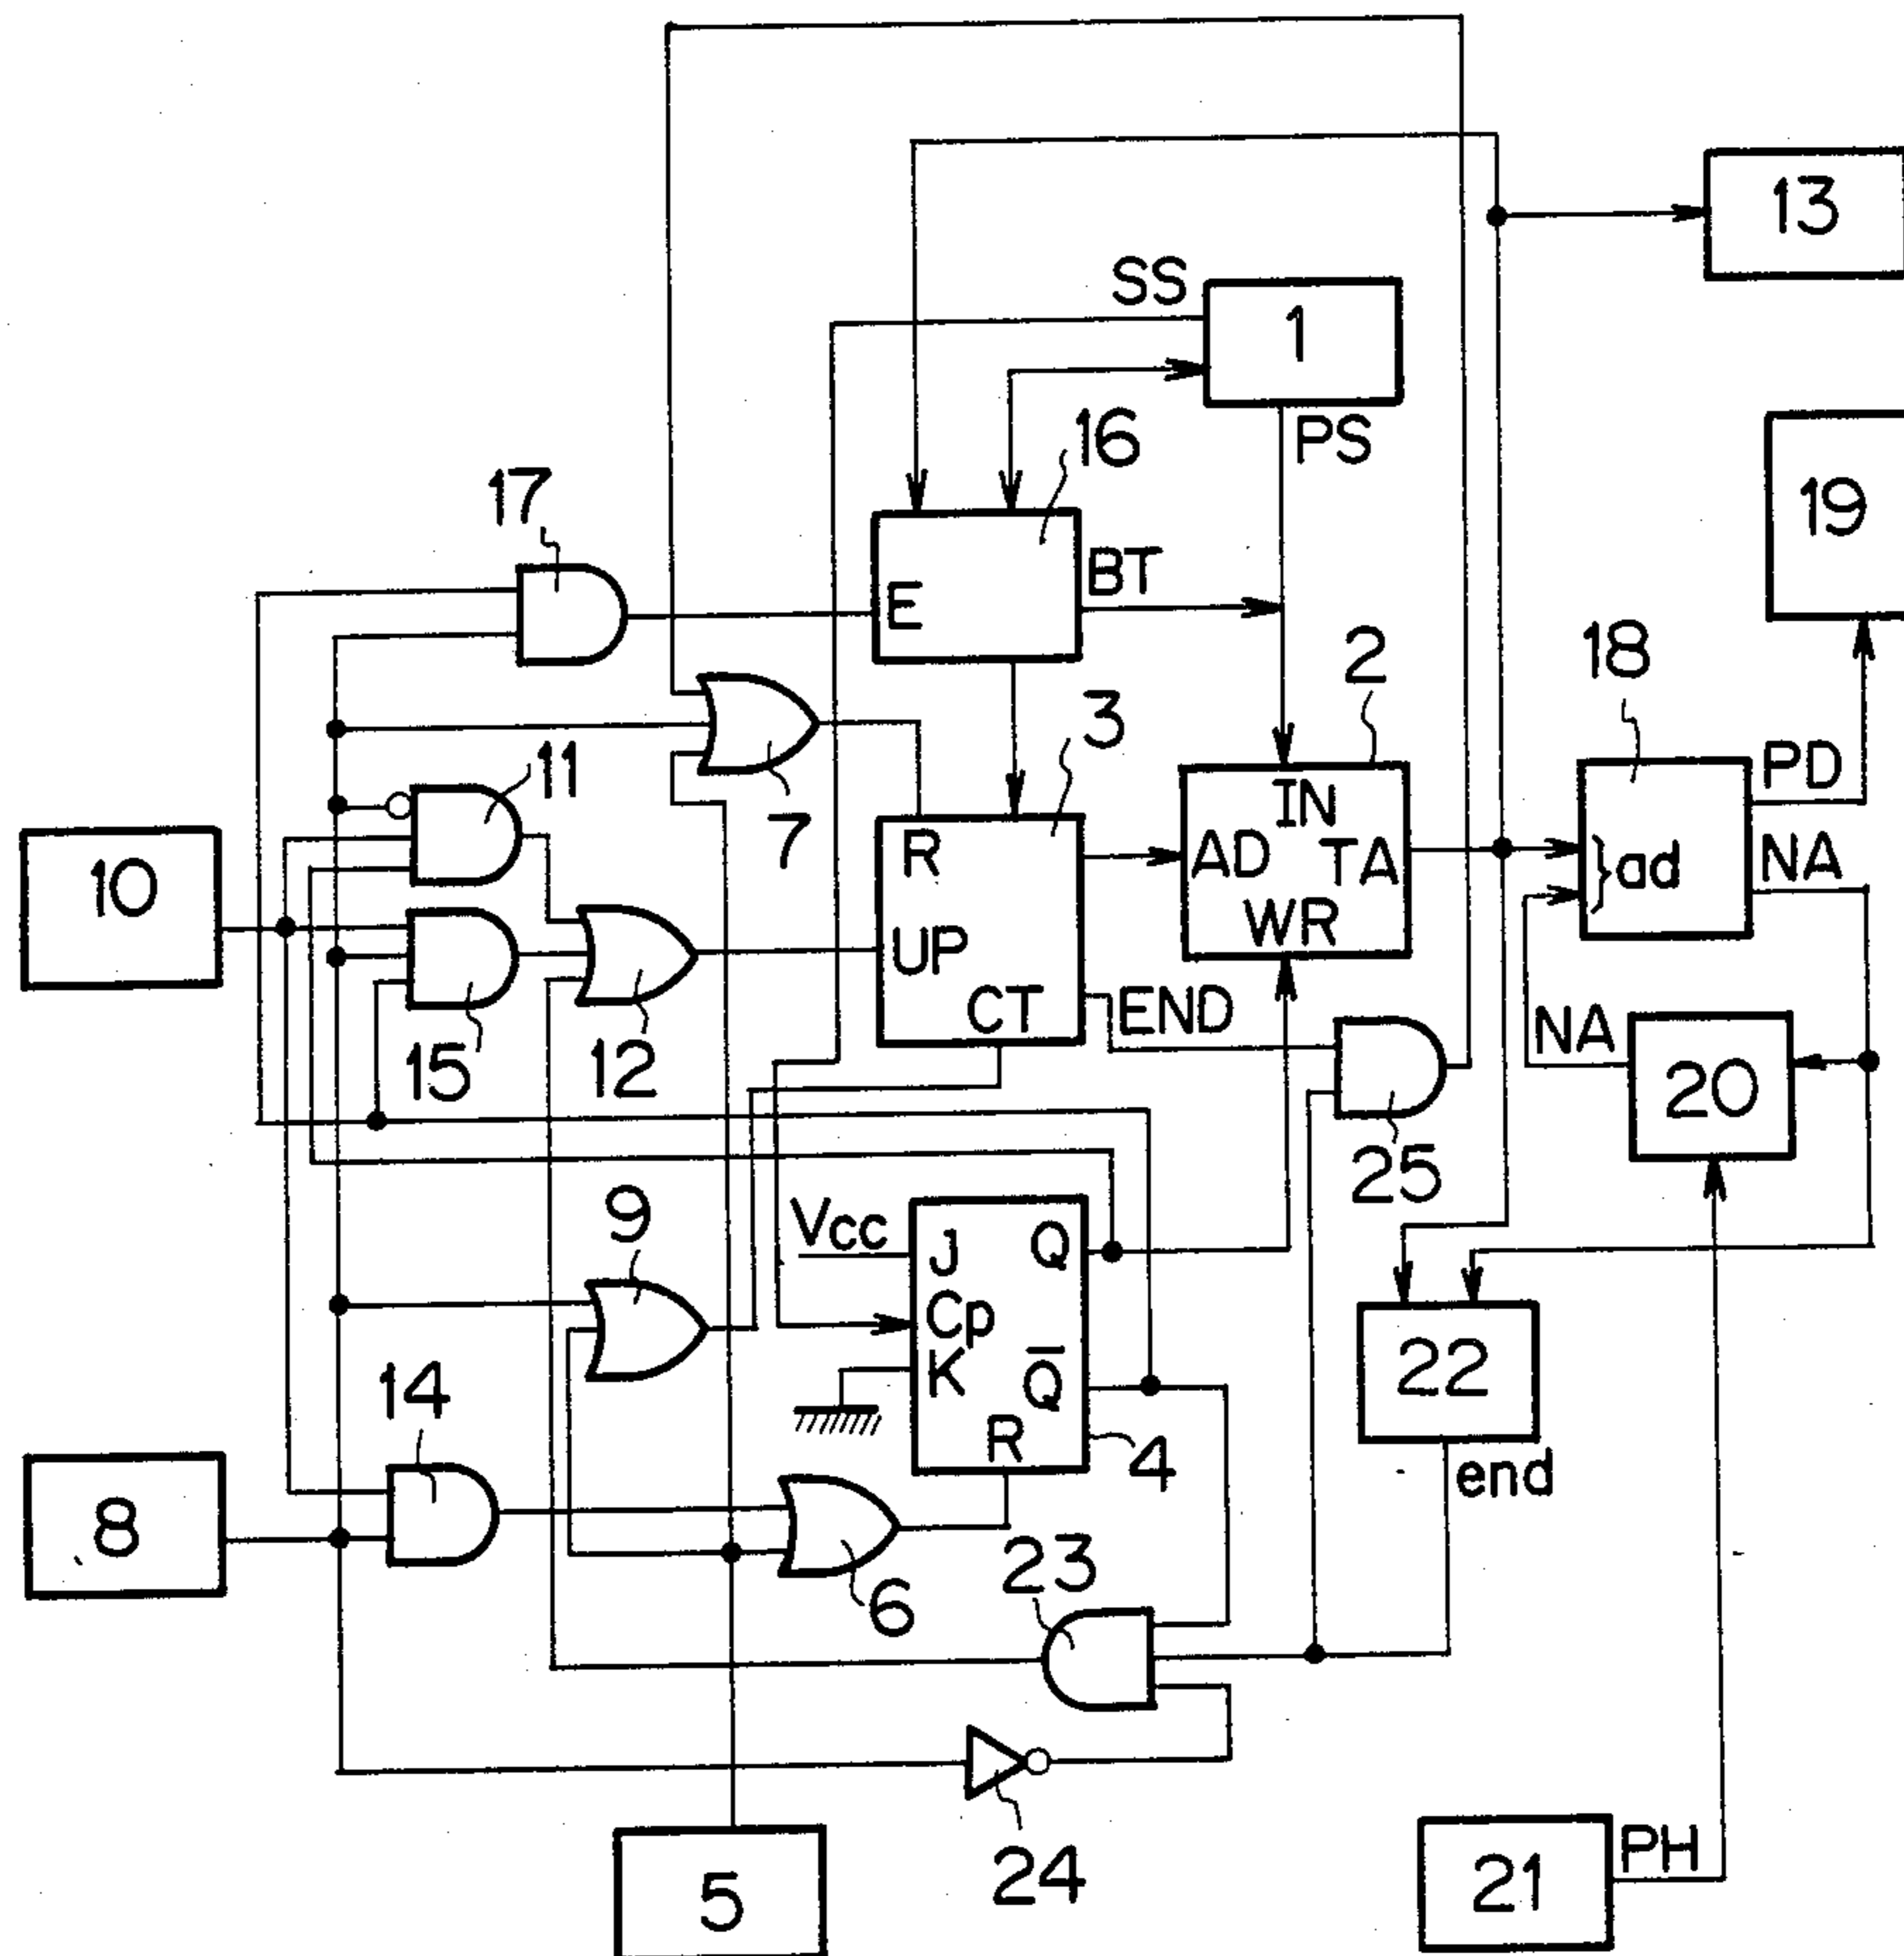 13
SS
1
PS
16
17
BT
E
2
19
18
3
PD
11
IN
7
R
AD
TA
ad
NA
10
WR
UP
CT
END
NA
15
12
20
25
9
Vcc
J
Q
Cp
K
Q̅
22
14
R
4
end
8
23
6
24
PH
5
21